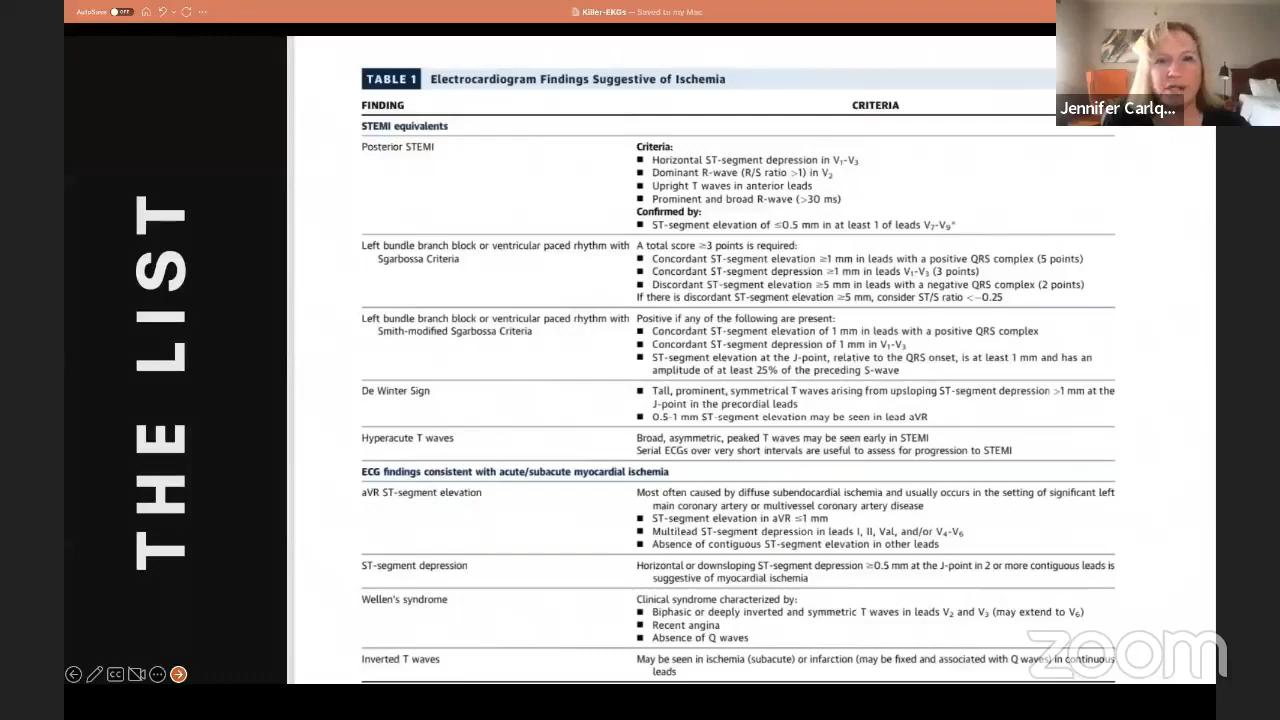 AutoSave OFF
Killer-EKGs — Saved to my Mac
Jennifer Carlq...
THE LIST
TABLE 1 Electrocardiogram Findings Suggestive of Ischemia
FINDING CRITERIA
STEMI equivalents
Posterior STEMI Criteria:
■ Horizontal ST-segment depression in V1-V3
■ Dominant R-wave (R/S ratio >1) in V2
■ Upright T waves in anterior leads
■ Prominent and broad R-wave (>30 ms)
Confirmed by:
■ ST-segment elevation of ≤0.5 mm in at least 1 of leads V7-V9*
Left bundle branch block or ventricular paced rhythm with A total score ≥3 points is required:
Sgarbossa Criteria ■ Concordant ST-segment elevation ≥1 mm in leads with a positive QRS complex (5 points)
■ Concordant ST-segment depression ≥1 mm in leads V1-V3 (3 points)
■ Discordant ST-segment elevation ≥5 mm in leads with a negative QRS complex (2 points)
If there is discordant ST-segment elevation ≥5 mm, consider ST/S ratio <−0.25
Left bundle branch block or ventricular paced rhythm with Positive if any of the following are present:
Smith-modified Sgarbossa Criteria ■ Concordant ST-segment elevation of 1 mm in leads with a positive QRS complex
■ Concordant ST-segment depression of 1 mm in V1-V3
■ ST-segment elevation at the J-point, relative to the QRS onset, is at least 1 mm and has an
amplitude of at least 25% of the preceding S-wave
De Winter Sign ■ Tall, prominent, symmetrical T waves arising from upsloping ST-segment depression >1 mm at the
J-point in the precordial leads
■ 0.5-1 mm ST-segment elevation may be seen in lead aVR
Hyperacute T waves Broad, asymmetric, peaked T waves may be seen early in STEMI
Serial ECGs over very short intervals are useful to assess for progression to STEMI
ECG findings consistent with acute/subacute myocardial ischemia
aVR ST-segment elevation Most often caused by diffuse subendocardial ischemia and usually occurs in the setting of significant left
main coronary artery or multivessel coronary artery disease
■ ST-segment elevation in aVR ≤1 mm
■ Multilead ST-segment depression in leads I, II, Val, and/or V4-V6
■ Absence of contiguous ST-segment elevation in other leads
ST-segment depression Horizontal or downsloping ST-segment depression ≥0.5 mm at the J-point in 2 or more contiguous leads is
suggestive of myocardial ischemia
Wellen's syndrome Clinical syndrome characterized by:
■ Biphasic or deeply inverted and symmetric T waves in leads V2 and V3 (may extend to V6)
■ Recent angina
■ Absence of Q waves
Inverted T waves May be seen in ischemia (subacute) or infarction (may be fixed and associated with Q waves) in continuous
leads
CC
zoom